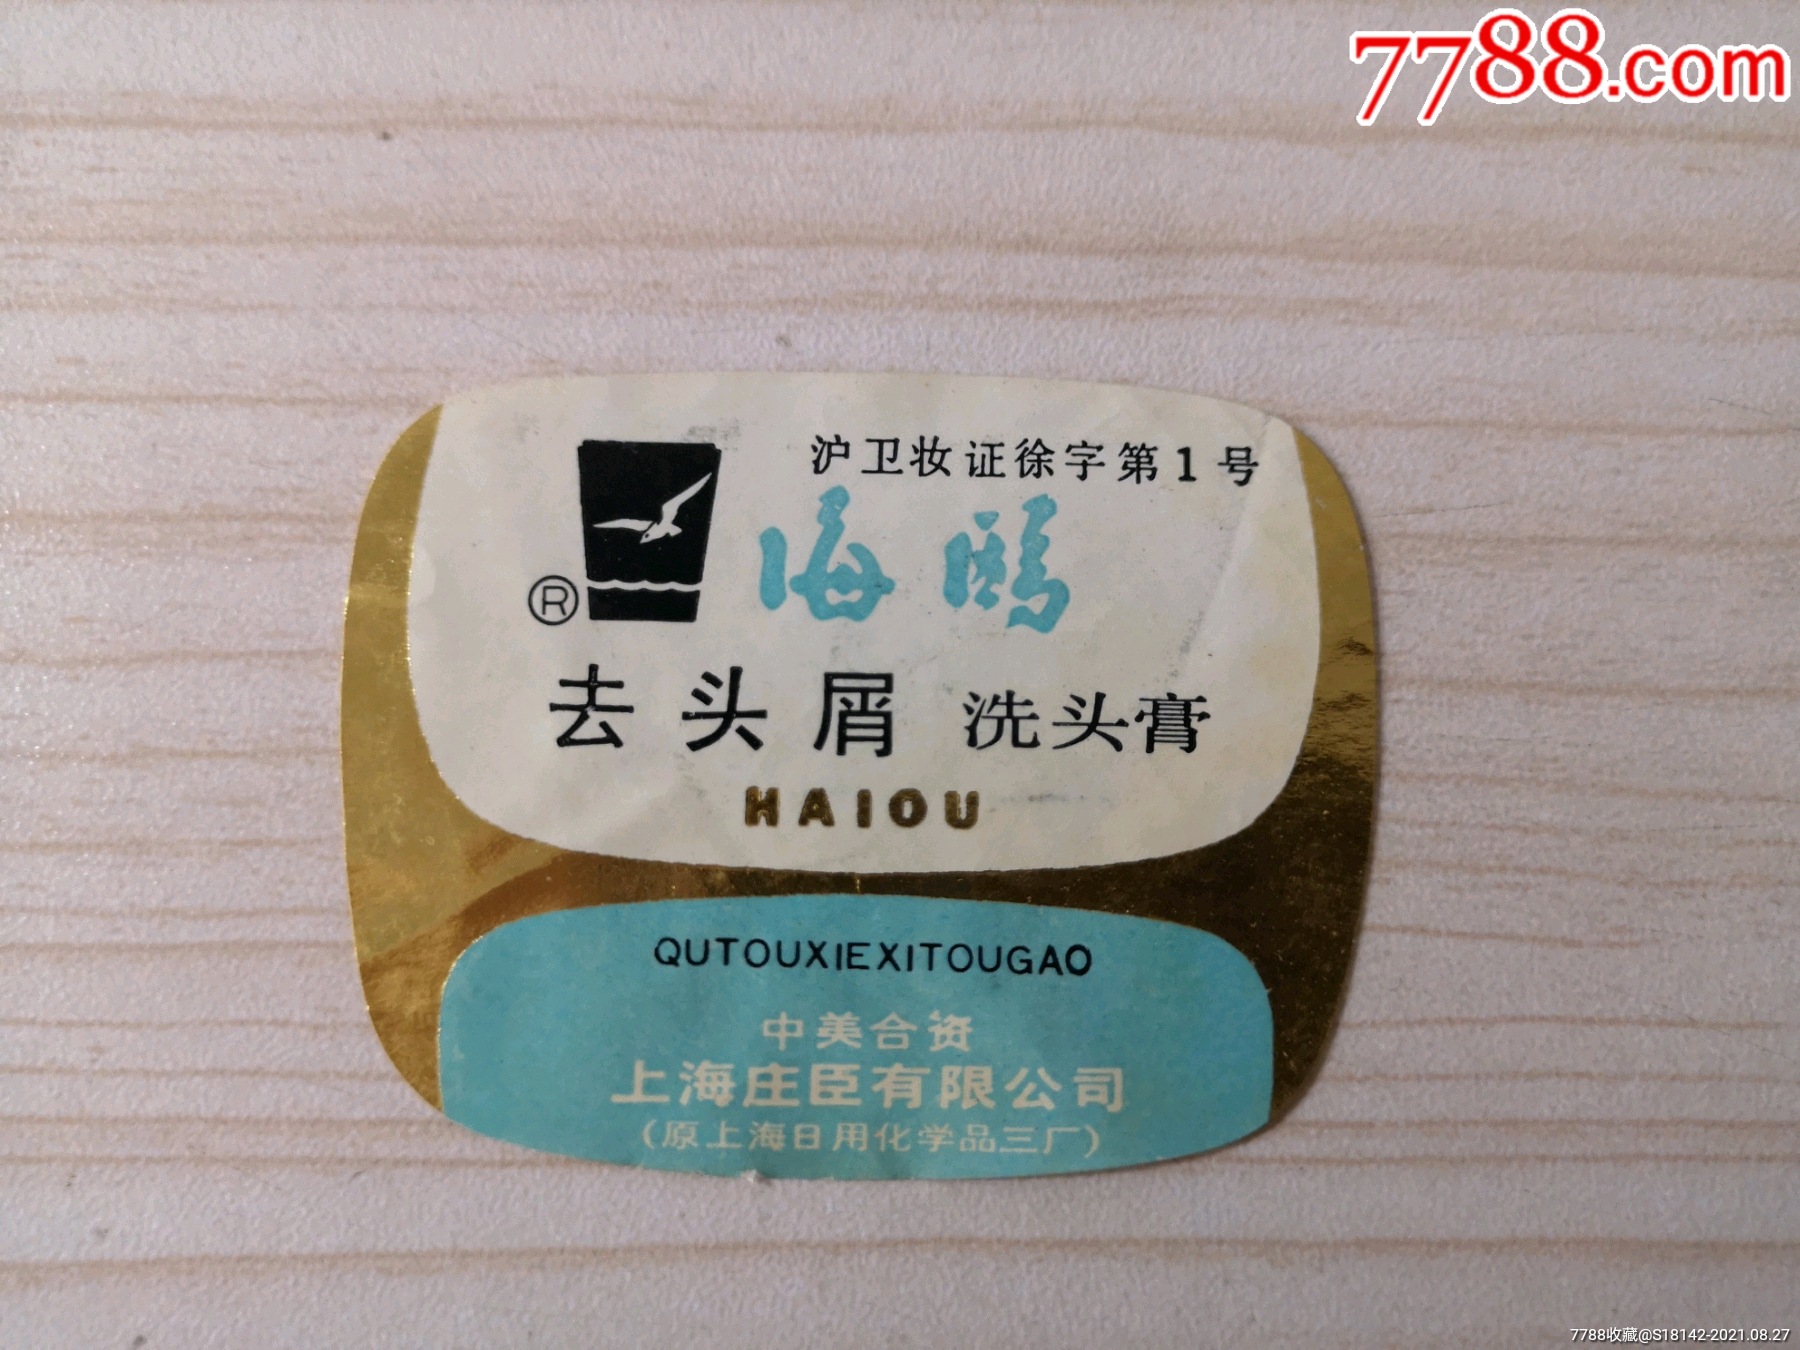 7788.com
沪卫妆证徐字第1号
海鸥
®
去头屑 洗头膏
HAIOU
QUTOUXIEXITOUGAO
中美合资
上海庄臣有限公司
(原上海日用化学品三厂)
7788收藏@S18142-2021.08.27